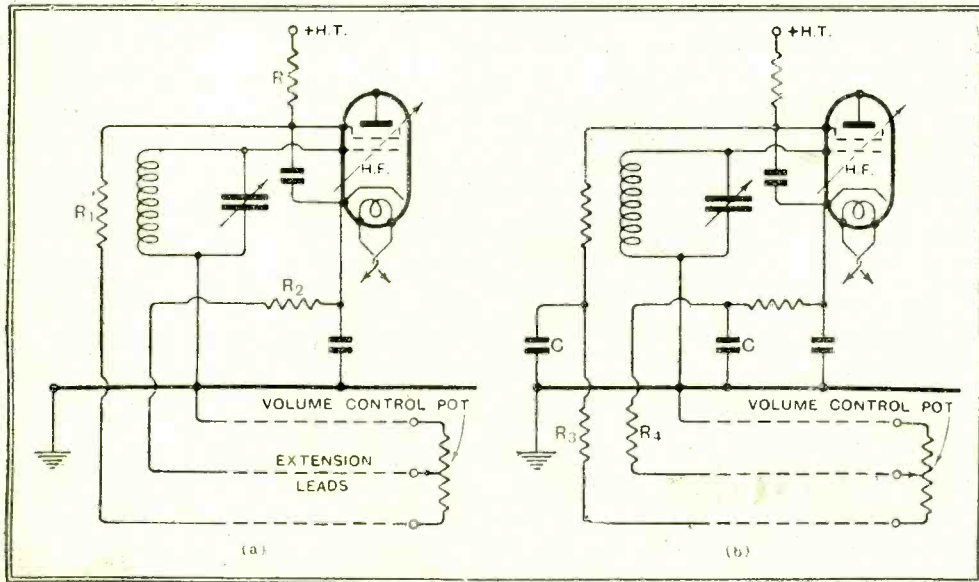 +H.T.
R
H.F.
R1
R2
VOLUME CONTROL POT
EXTENSION
LEADS
(a)
+H.T.
H.F.
C
C
VOLUME CONTROL POT
R3
R4
(b)